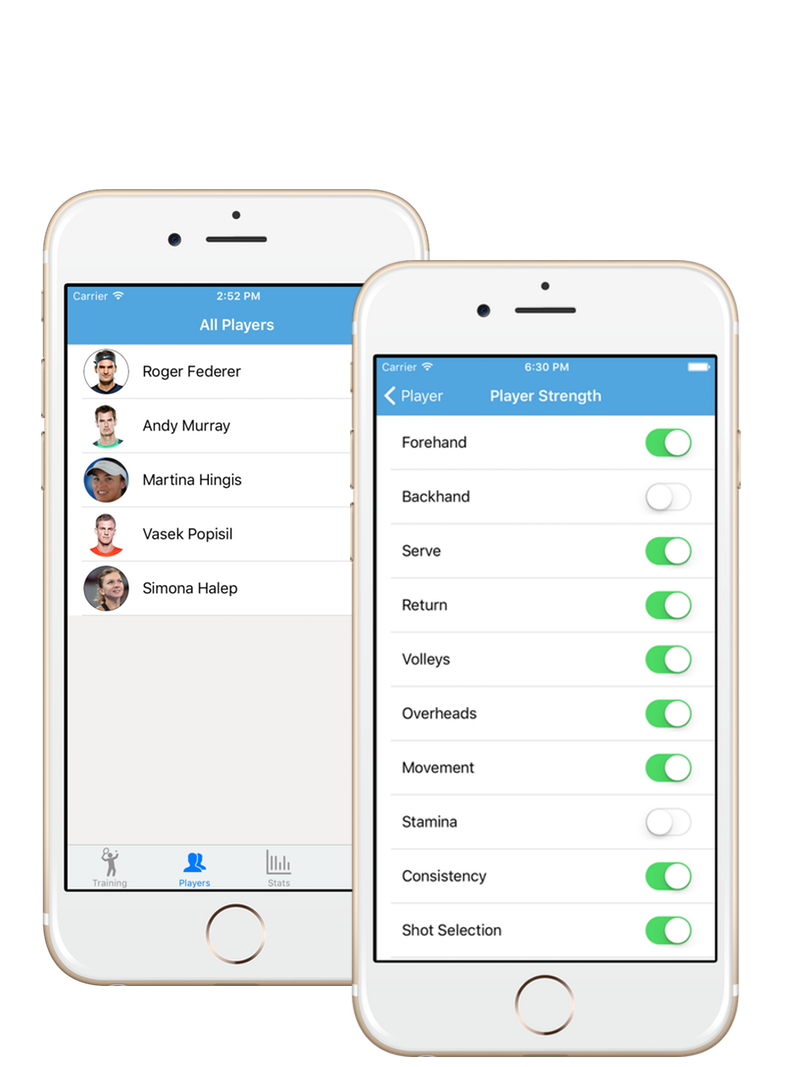 Carrier 2:52 PM
All Players
Roger Federer
Andy Murray
Martina Hingis
Vasek Popisil
Simona Halep
Training Players Stats
Carrier 6:30 PM
Player Player Strength
Forehand
Backhand
Serve
Return
Volleys
Overheads
Movement
Stamina
Consistency
Shot Selection